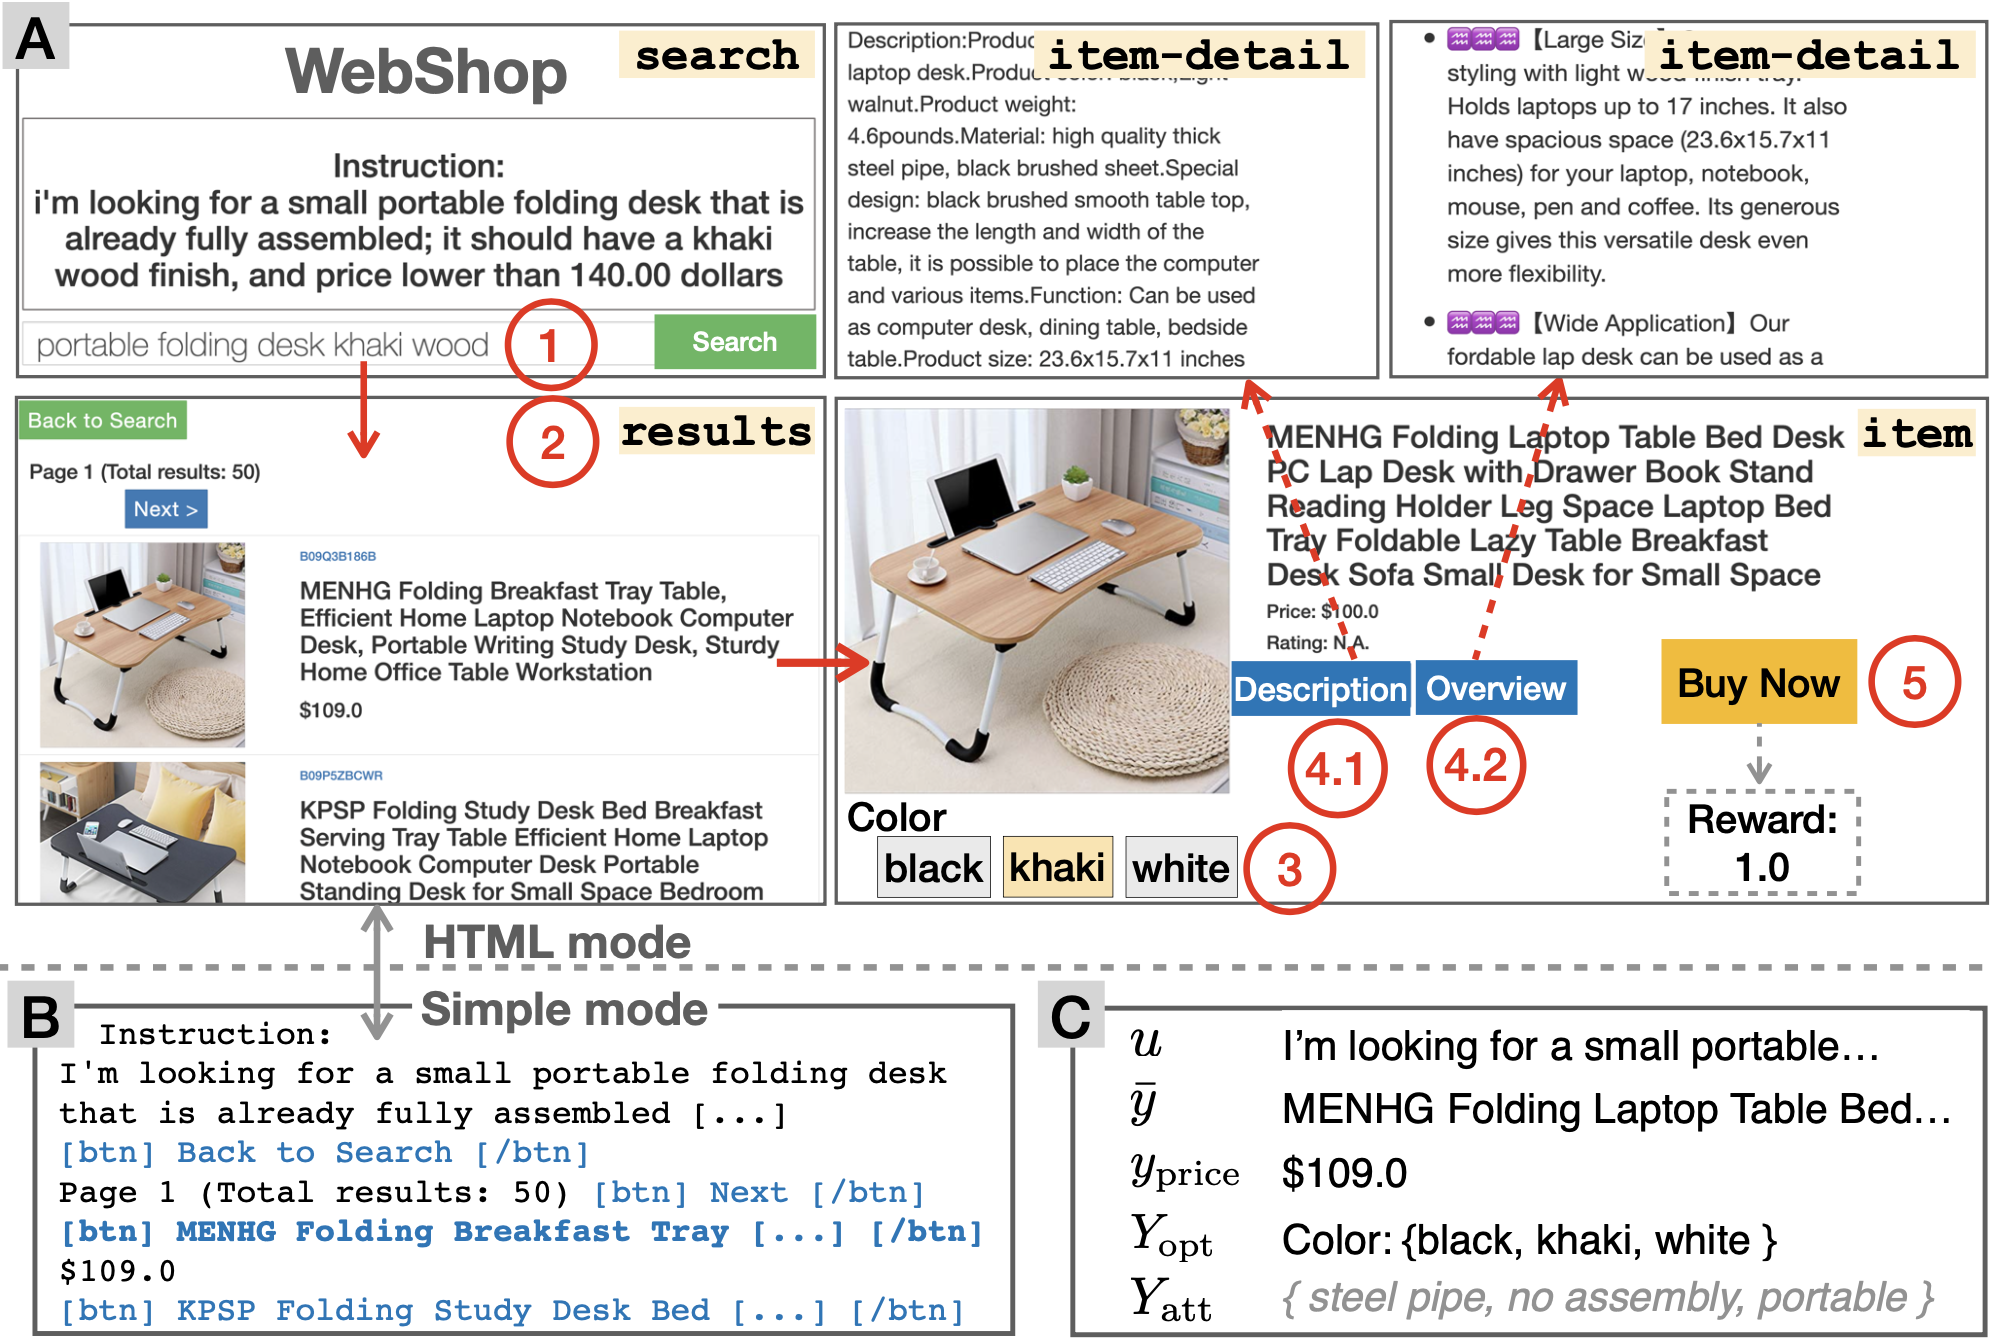 A
WebShop
search
Instruction:
i'm looking for a small portable folding desk that is
already fully assembled; it should have a khaki
wood finish, and price lower than 140.00 dollars
portable folding desk khaki wood
1
Search
item-detail
Description:Produc
laptop desk.Product
walnut.Product weight:
4.6pounds.Material: high quality thick
steel pipe, black brushed sheet.Special
design: black brushed smooth table top,
increase the length and width of the
table, it is possible to place the computer
and various items.Function: Can be used
as computer desk, dining table, bedside
table.Product size: 23.6x15.7x11 inches
item-detail
• ♒♒♒【Large Siz
styling with light wood finish tray.
Holds laptops up to 17 inches. It also
have spacious space (23.6x15.7x11
inches) for your laptop, notebook,
mouse, pen and coffee. Its generous
size gives this versatile desk even
more flexibility.
• ♒♒♒【Wide Application】Our
fordable lap desk can be used as a
Back to Search
2
results
Page 1 (Total results: 50)
Next >
B09Q3B186B
MENHG Folding Breakfast Tray Table,
Efficient Home Laptop Notebook Computer
Desk, Portable Writing Study Desk, Sturdy
Home Office Table Workstation
$109.0
B09P5ZBCWR
KPSP Folding Study Desk Bed Breakfast
Serving Tray Table Efficient Home Laptop
Notebook Computer Desk Portable
Standing Desk for Small Space Bedroom
item
MENHG Folding Laptop Table Bed Desk
PC Lap Desk with Drawer Book Stand
Reading Holder Leg Space Laptop Bed
Tray Foldable Lazy Table Breakfast
Desk Sofa Small Desk for Small Space
Price: $100.0
Rating: N.A.
Description Overview
4.1 4.2
Buy Now 5
Reward:
1.0
Color
black khaki white 3
HTML mode
B
Simple mode
Instruction:
I'm looking for a small portable folding desk
that is already fully assembled [...]
[btn] Back to Search [/btn]
Page 1 (Total results: 50) [btn] Next [/btn]
[btn] MENHG Folding Breakfast Tray [...] [/btn]
$109.0
[btn] KPSP Folding Study Desk Bed [...] [/btn]
C
u I'm looking for a small portable...
ȳ MENHG Folding Laptop Table Bed...
y_price $109.0
Y_opt Color: {black, khaki, white }
Y_att { steel pipe, no assembly, portable }